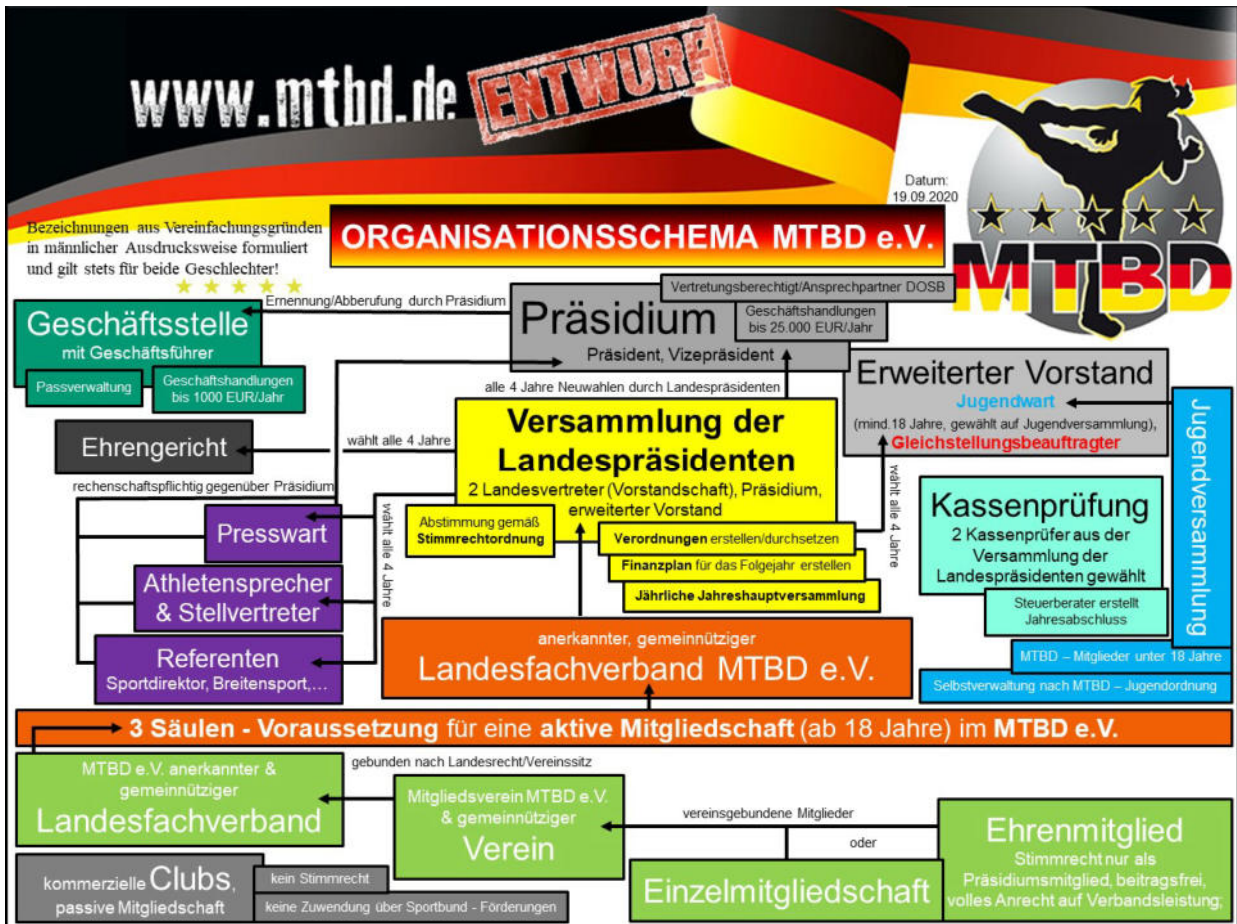 www.mtbd.de
ENTWURF
Datum:
19.09.2020
MTBD
Bezeichnungen aus Vereinfachungsgründen
in männlicher Ausdrucksweise formuliert
und gilt stets für beide Geschlechter!
ORGANISATIONSSCHEMA MTBD e.V.
Ernennung/Abberufung durch Präsidium
Geschäftsstelle
mit Geschäftsführer
Passverwaltung
Geschäftshandlungen
bis 1000 EUR/Jahr
Vertretungsberechtigt/Ansprechpartner DOSB
Präsidium
Geschäftshandlungen
bis 25.000 EUR/Jahr
Präsident, Vizepräsident
Erweiterter Vorstand
Jugendwart
(mind.18 Jahre, gewählt auf Jugendversammlung),
Gleichstellungsbeauftragter
alle 4 Jahre Neuwahlen durch Landespräsidenten
Versammlung der
Landespräsidenten
2 Landesvertreter (Vorstandschaft), Präsidium,
erweiterter Vorstand
Abstimmung gemäß
Stimmrechtordnung
Verordnungen erstellen/durchsetzen
Finanzplan für das Folgejahr erstellen
Jährliche Jahreshauptversammlung
wählt alle 4 Jahre
Ehrengericht
rechenschaftspflichtig gegenüber Präsidium
wählt alle 4 Jahre
Presswart
Athletensprecher
& Stellvertreter
Referenten
Sportdirektor, Breitensport,...
wählt alle 4 Jahre
Kassenprüfung
2 Kassenprüfer aus der
Versammlung der
Landespräsidenten gewählt
Steuerberater erstellt
Jahresabschluss
Jugendversammlung
MTBD – Mitglieder unter 18 Jahre
Selbstverwaltung nach MTBD – Jugendordnung
anerkannter, gemeinnütziger
Landesfachverband MTBD e.V.
3 Säulen - Voraussetzung für eine aktive Mitgliedschaft (ab 18 Jahre) im MTBD e.V.
MTBD e.V. anerkannter &
gemeinnütziger
Landesfachverband
gebunden nach Landesrecht/Vereinssitz
Mitgliedsverein MTBD e.V.
& gemeinnütziger
Verein
vereinsgebundene Mitglieder
oder
Einzelmitgliedschaft
Ehrenmitglied
Stimmrecht nur als
Präsidiumsmitglied, beitragsfrei,
volles Anrecht auf Verbandsleistung;
kommerzielle Clubs,
passive Mitgliedschaft
kein Stimmrecht
keine Zuwendung über Sportbund - Förderungen